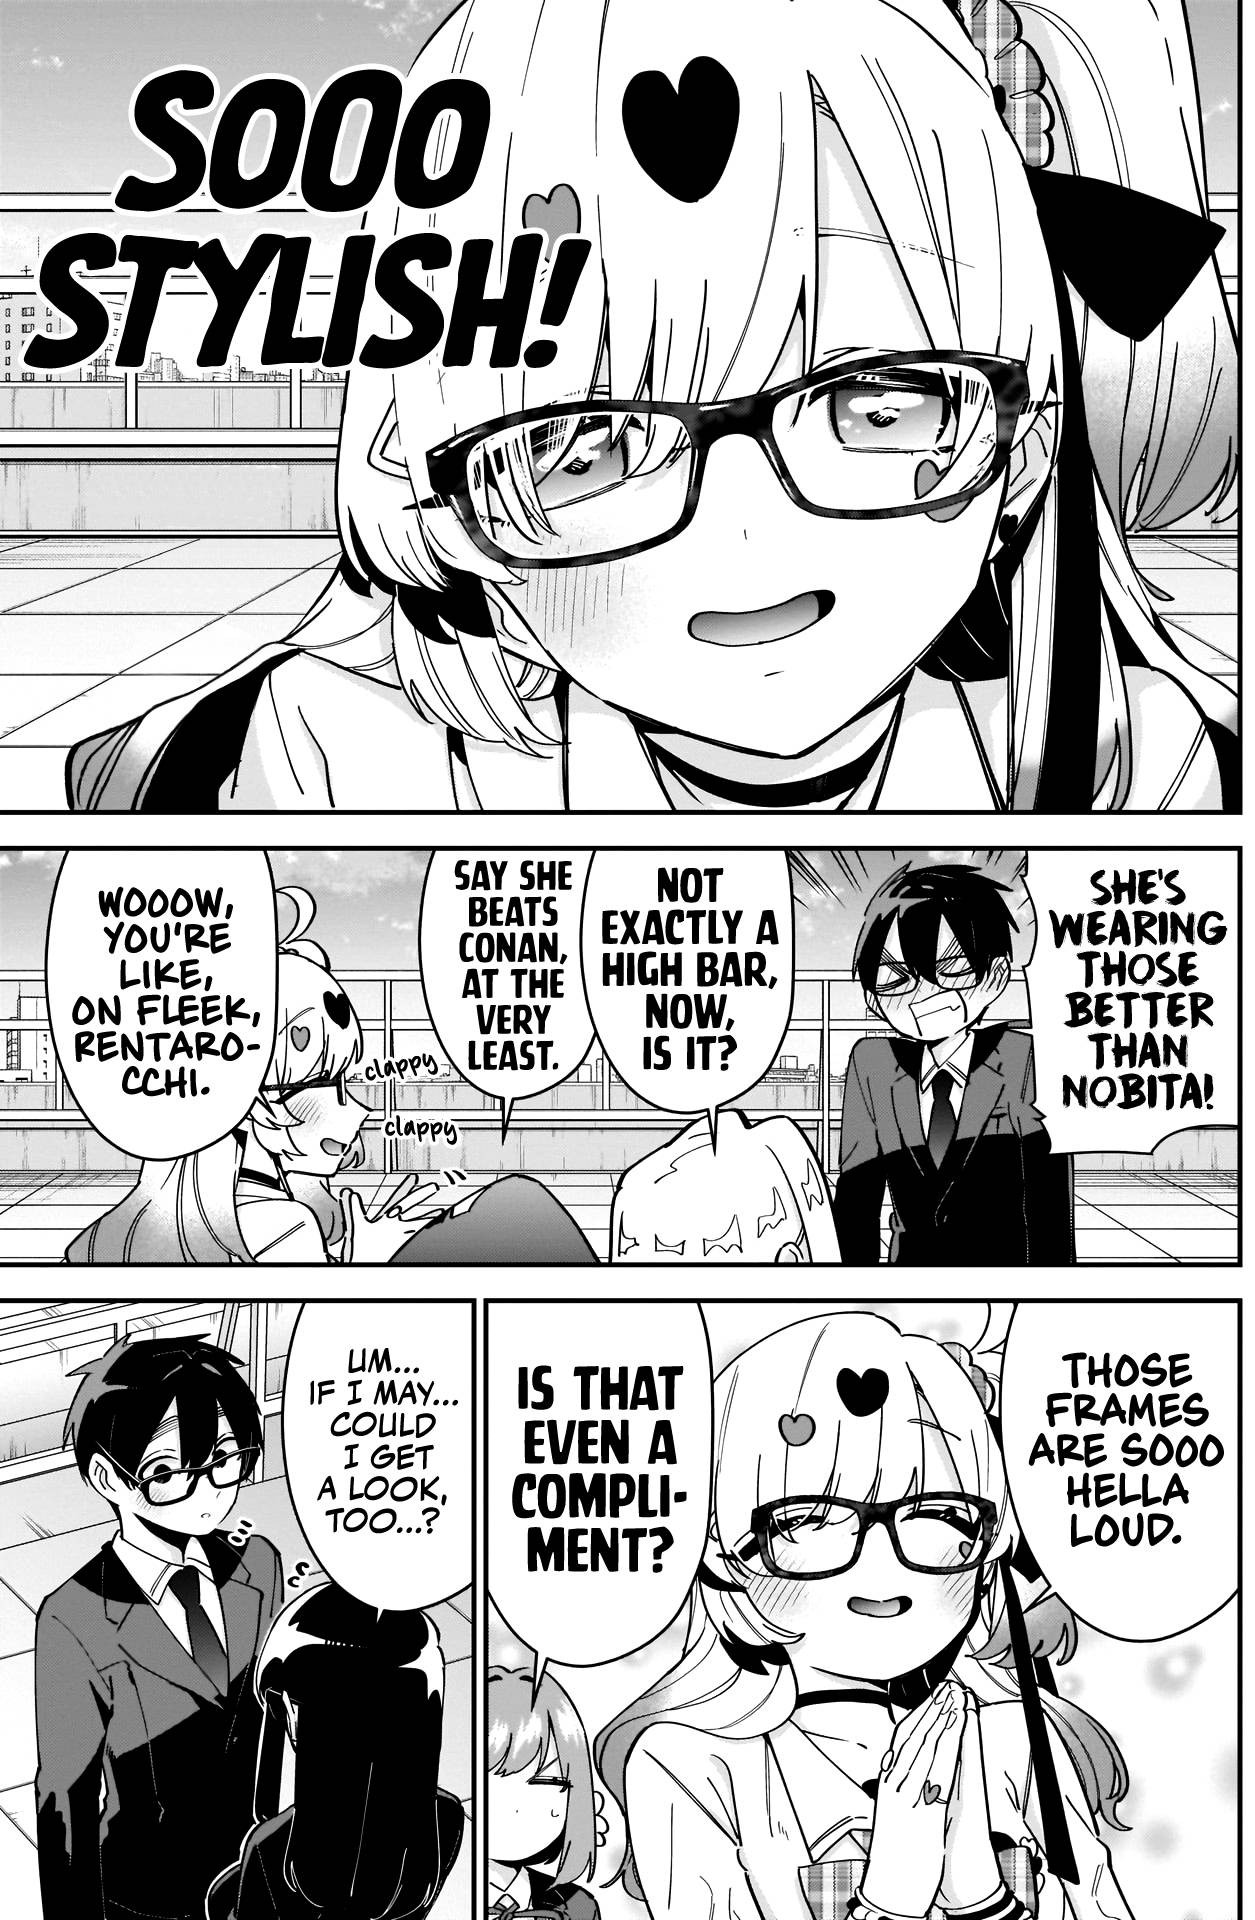 SOOO
STYLISH!
SHE'S
WEARING
THOSE
BETTER
THAN
NOBITA!
NOT
EXACTLY A
HIGH BAR,
NOW,
IS IT?
SAY SHE
BEATS
CONAN,
AT THE
VERY
LEAST.
clappy
clappy
WOOOW,
YOU'RE
LIKE,
ON FLEEK,
RENTARO-
CCHI.
THOSE
FRAMES
ARE SOOO
HELLA
LOUD.
IS THAT
EVEN A
COMPLI-
MENT?
UM...
IF I MAY...
COULD
I GET
A LOOK,
TOO...?